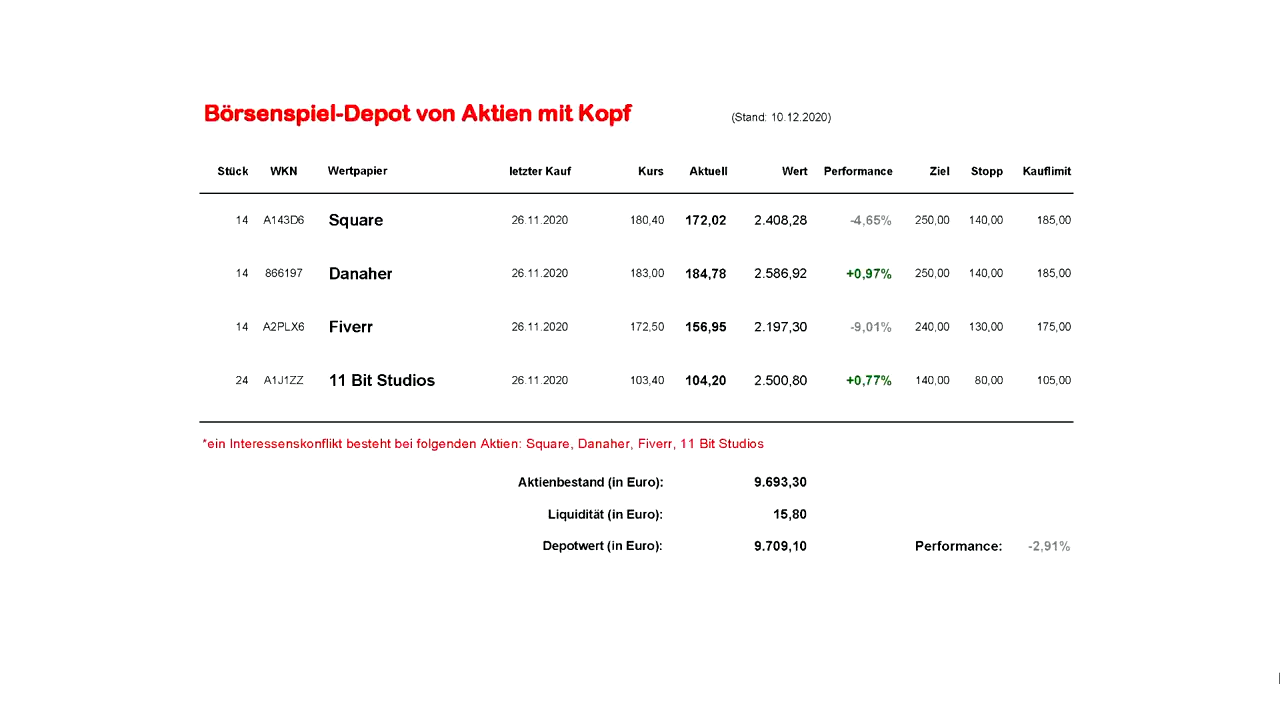 Börsenspiel-Depot von Aktien mit Kopf (Stand: 10.12.2020)
Stück WKN Wertpapier letzter Kauf Kurs Aktuell Wert Performance Ziel Stopp Kauflimit
14 A143D6 Square 26.11.2020 180,40 172,02 2.408,28 -4,65% 250,00 140,00 185,00
14 866197 Danaher 26.11.2020 183,00 184,78 2.586,92 +0,97% 250,00 140,00 185,00
14 A2PLX6 Fiverr 26.11.2020 172,50 156,95 2.197,30 -9,01% 240,00 130,00 175,00
24 A1J1ZZ 11 Bit Studios 26.11.2020 103,40 104,20 2.500,80 +0,77% 140,00 80,00 105,00
*ein Interessenskonflikt besteht bei folgenden Aktien: Square, Danaher, Fiverr, 11 Bit Studios
Aktienbestand (in Euro): 9.693,30
Liquidität (in Euro): 15,80
Depotwert (in Euro): 9.709,10 Performance: -2,91%